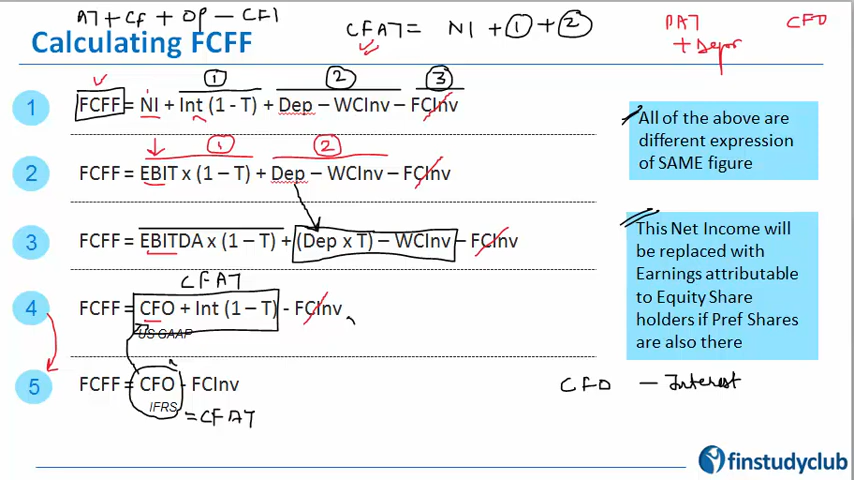 AT + CF + OP - CFI
CFAT = NI + ① + ②
PAT
+ Depr
CFO
Calculating FCFF
① ② ③
1 FCFF = NI + Int (1 - T) + Dep – WCInv – FCInv
All of the above are
different expression
of SAME figure
① ②
2 FCFF = EBIT x (1 – T) + Dep – WCInv – FCInv
3 FCFF = EBITDA x (1 – T) + (Dep x T) – WCInv – FCInv
This Net Income will
be replaced with
Earnings attributable
to Equity Share
holders if Pref Shares
are also there
CFAT
4 FCFF = CFO + Int (1 – T) - FCInv
US GAAP
5 FCFF = CFO - FCInv
IFRS
= CFAT
CFO – Interest
finstudyclub